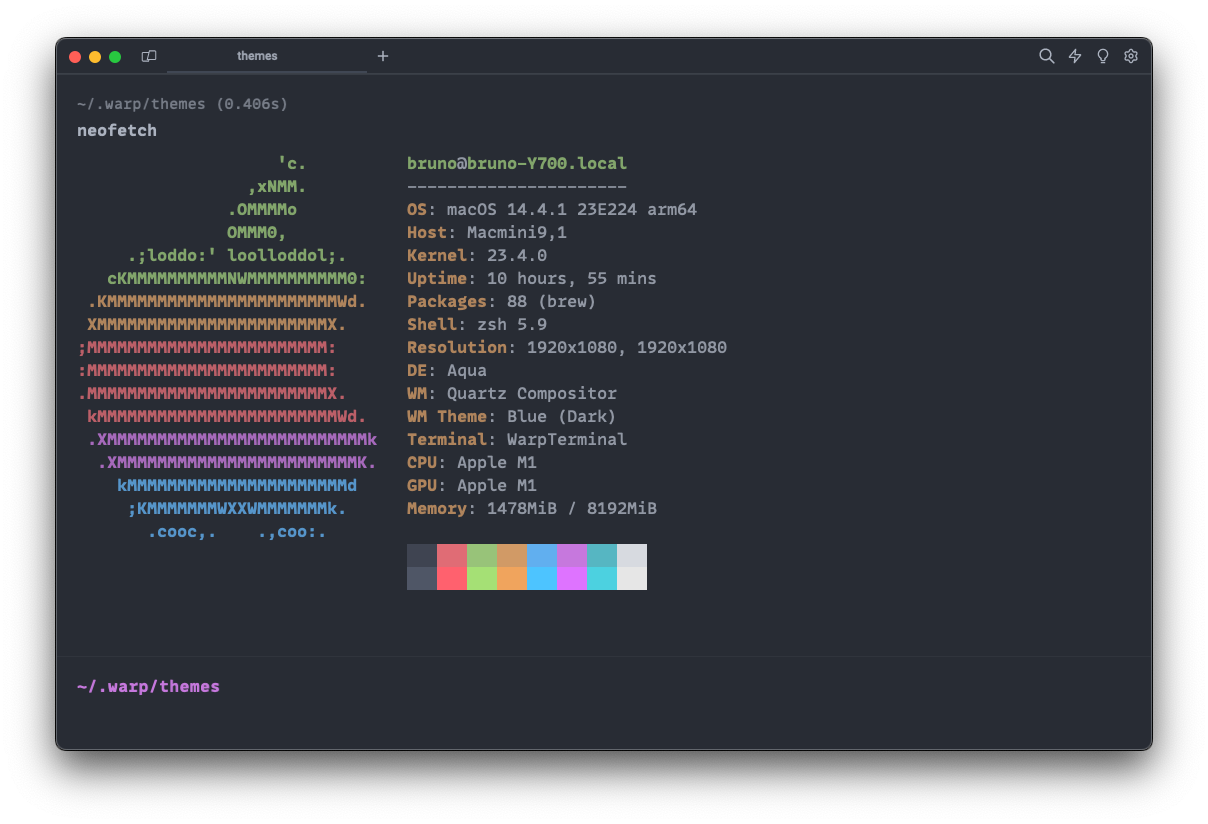 themes
~/.warp/themes (0.406s)
neofetch
                    'c.          bruno@bruno-Y700.local
                 ,xNMM.          ----------------------
               .OMMMMo           OS: macOS 14.4.1 23E224 arm64
               OMMM0,            Host: Macmini9,1
     .;loddo:' loolloddol;.      Kernel: 23.4.0
   cKMMMMMMMMMMNWMMMMMMMMMM0:    Uptime: 10 hours, 55 mins
 .KMMMMMMMMMMMMMMMMMMMMMMMWd.    Packages: 88 (brew)
 XMMMMMMMMMMMMMMMMMMMMMMMX.      Shell: zsh 5.9
;MMMMMMMMMMMMMMMMMMMMMMMM:       Resolution: 1920x1080, 1920x1080
:MMMMMMMMMMMMMMMMMMMMMMMM:       DE: Aqua
.MMMMMMMMMMMMMMMMMMMMMMMMX.      WM: Quartz Compositor
 kMMMMMMMMMMMMMMMMMMMMMMMMWd.    WM Theme: Blue (Dark)
 .XMMMMMMMMMMMMMMMMMMMMMMMMMMk   Terminal: WarpTerminal
  .XMMMMMMMMMMMMMMMMMMMMMMMMK.   CPU: Apple M1
    kMMMMMMMMMMMMMMMMMMMMMMd     GPU: Apple M1
     ;KMMMMMMMWXXWMMMMMMMk.      Memory: 1478MiB / 8192MiB
       .cooc,.    .,coo:.
~/.warp/themes